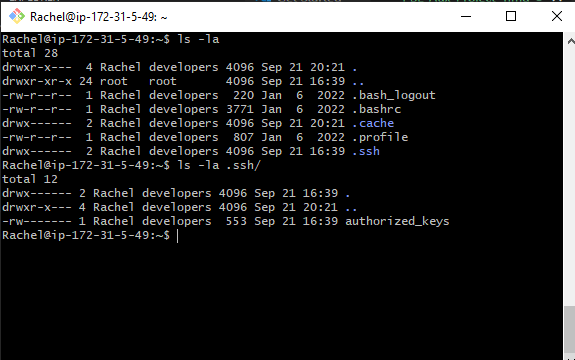 Rachel@ip-172-31-5-49: ~
Rachel@ip-172-31-5-49:~$ ls -la
total 28
drwxr-x---  4 Rachel developers 4096 Sep 21 20:21 .
drwxr-xr-x 24 root   root       4096 Sep 21 16:39 ..
-rw-r--r--  1 Rachel developers  220 Jan  6  2022 .bash_logout
-rw-r--r--  1 Rachel developers 3771 Jan  6  2022 .bashrc
drwx------  2 Rachel developers 4096 Sep 21 20:21 .cache
-rw-r--r--  1 Rachel developers  807 Jan  6  2022 .profile
drwx------  2 Rachel developers 4096 Sep 21 16:39 .ssh
Rachel@ip-172-31-5-49:~$ ls -la .ssh/
total 12
drwx------ 2 Rachel developers 4096 Sep 21 16:39 .
drwxr-x--- 4 Rachel developers 4096 Sep 21 20:21 ..
-rw------- 1 Rachel developers  553 Sep 21 16:39 authorized_keys
Rachel@ip-172-31-5-49:~$